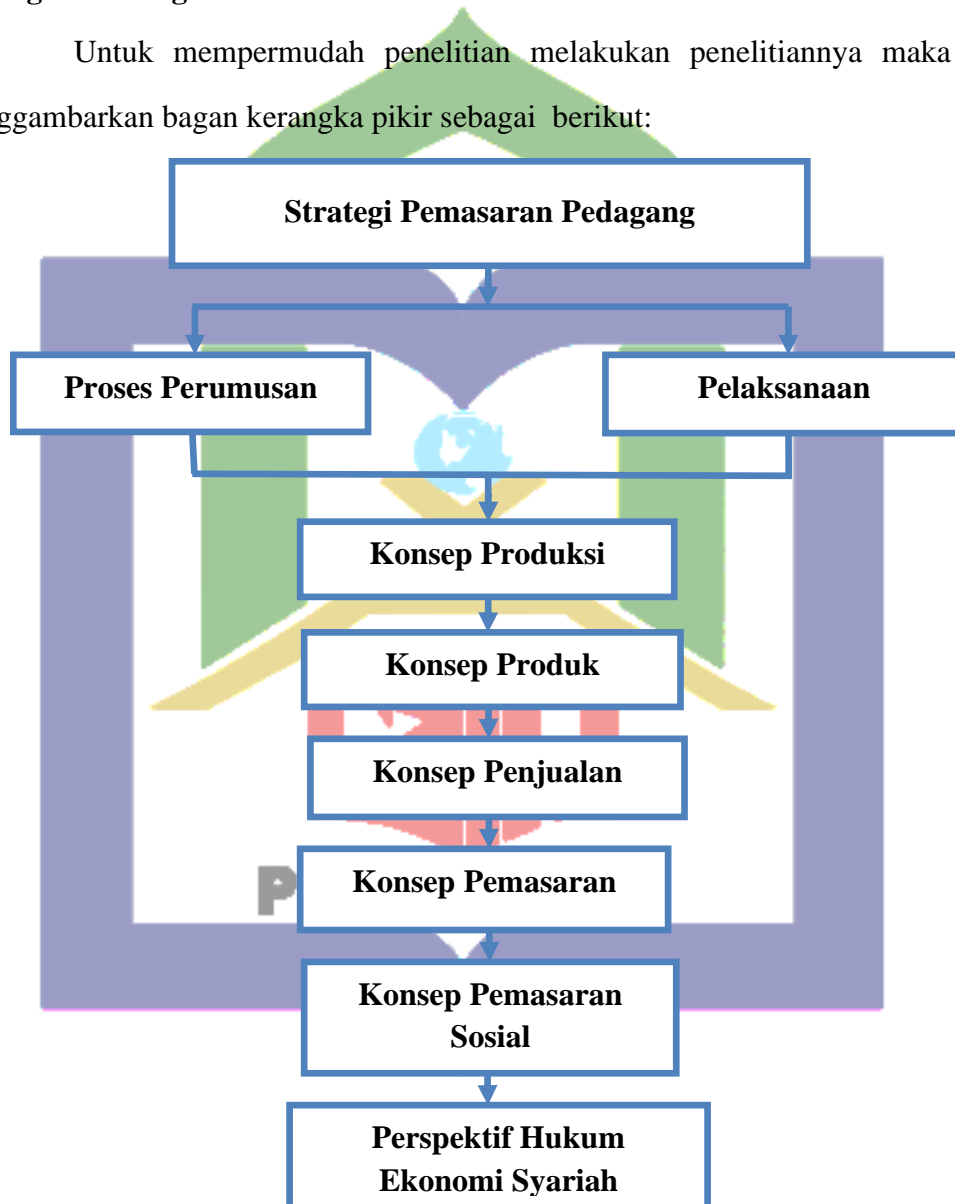 Untuk mempermudah penelitian melakukan penelitiannya maka
ggambarkan bagan kerangka pikir sebagai berikut:
Strategi Pemasaran Pedagang
Proses Perumusan
Pelaksanaan
Konsep Produksi
Konsep Produk
Konsep Penjualan
Konsep Pemasaran
P
Konsep Pemasaran
Sosial
Perspektif Hukum
Ekonomi Syariah